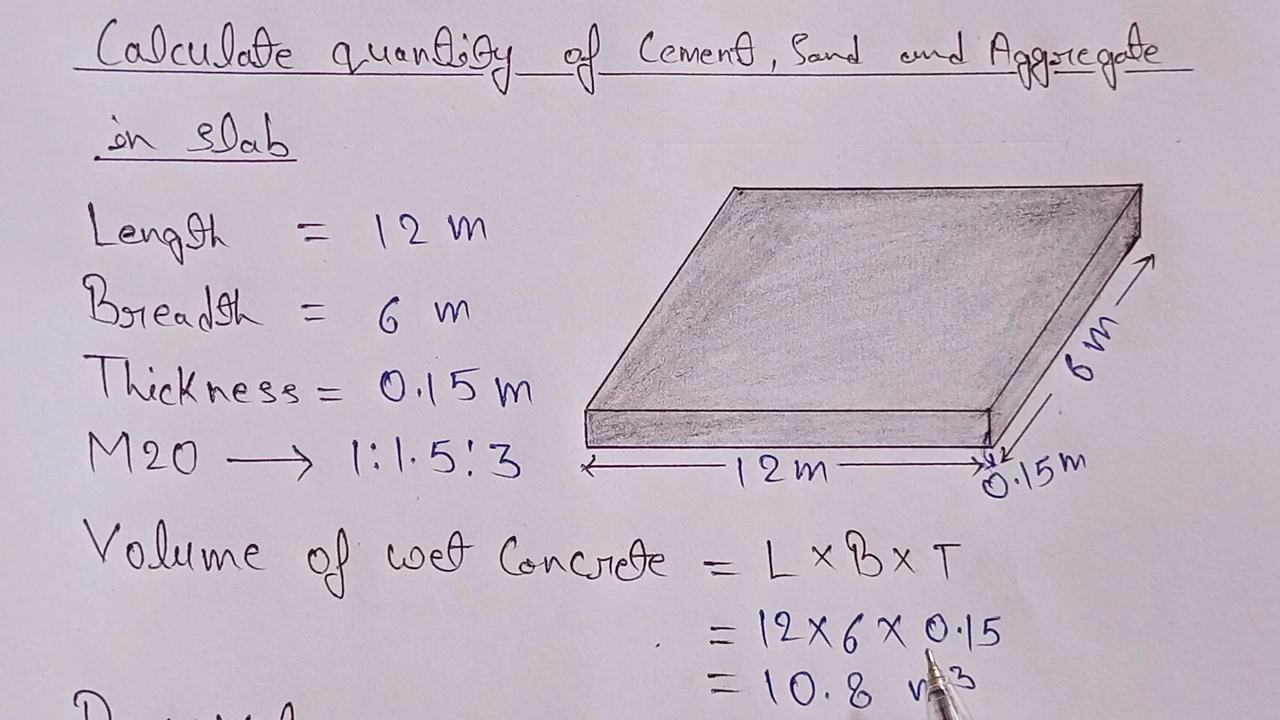 Calculate quantity of Cement, Sand and Aggregate
in slab
Length = 12 m
Breadth = 6 m
Thickness = 0.15 m
M20 → 1:1.5:3
6 m
12 m
0.15 m
Volume of wet Concrete = L × B × T
= 12 × 6 × 0.15
= 10.8 m3